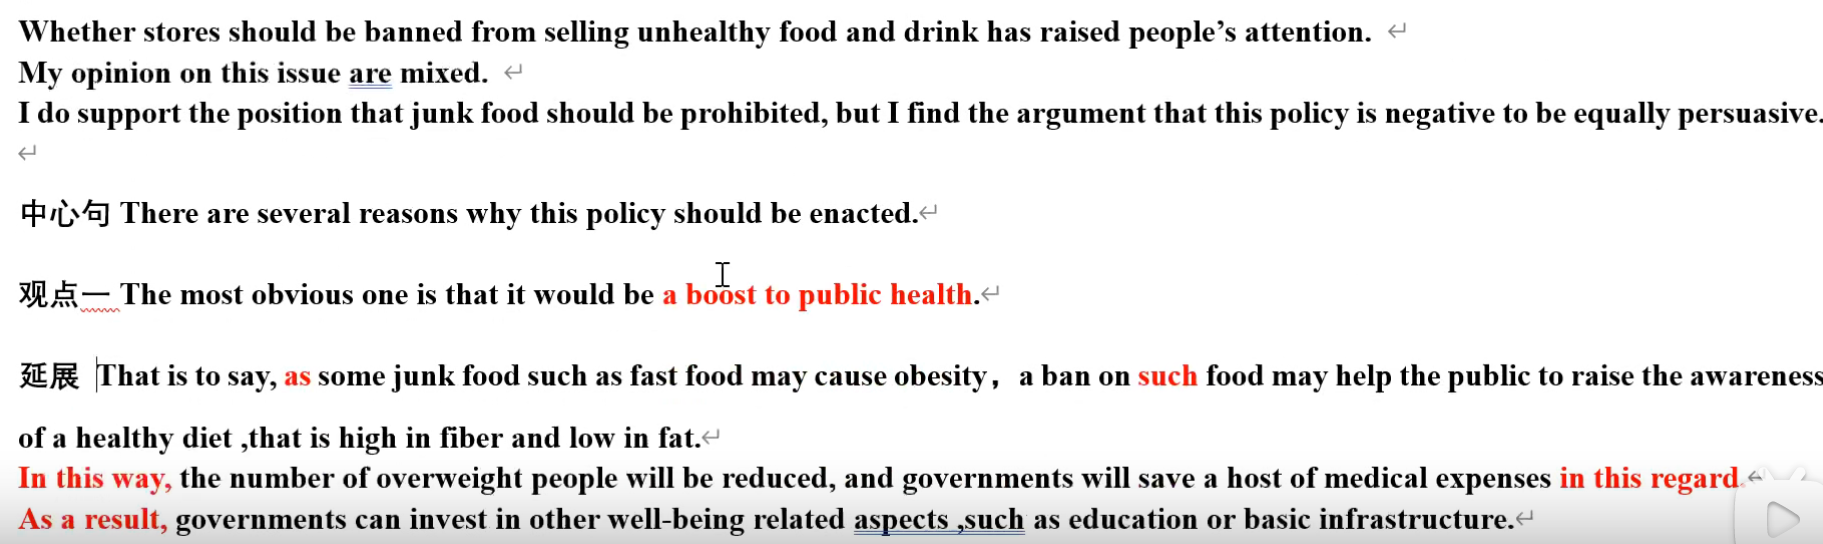 Whether stores should be banned from selling unhealthy food and drink has raised people’s attention.
My opinion on this issue are mixed.
I do support the position that junk food should be prohibited, but I find the argument that this policy is negative to be equally persuasive.
中心句 There are several reasons why this policy should be enacted.
观点一 The most obvious one is that it would be a boost to public health.
延展 That is to say, as some junk food such as fast food may cause obesity，a ban on such food may help the public to raise the awareness
of a healthy diet ,that is high in fiber and low in fat.
In this way, the number of overweight people will be reduced, and governments will save a host of medical expenses in this regard.
As a result, governments can invest in other well-being related aspects ,such as education or basic infrastructure.